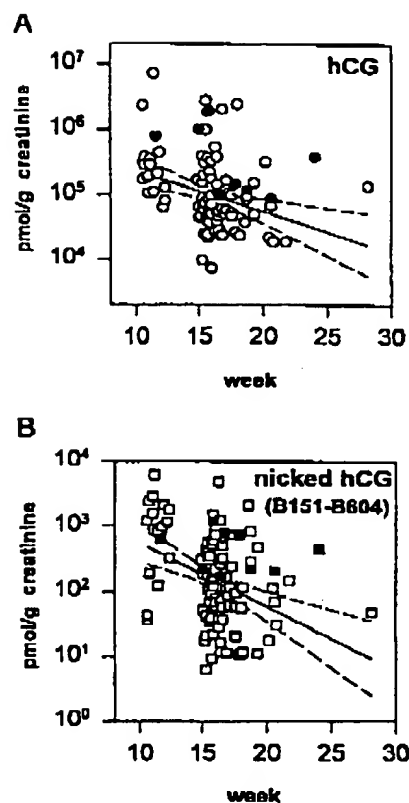 A
hCG
pmol/g creatinine
10⁷
10⁶
10⁵
10⁴
10 15 20 25 30
week
B
nicked hCG
(B151-B604)
pmol/g creatinine
10⁴
10³
10²
10¹
10⁰
10 15 20 25 30
week